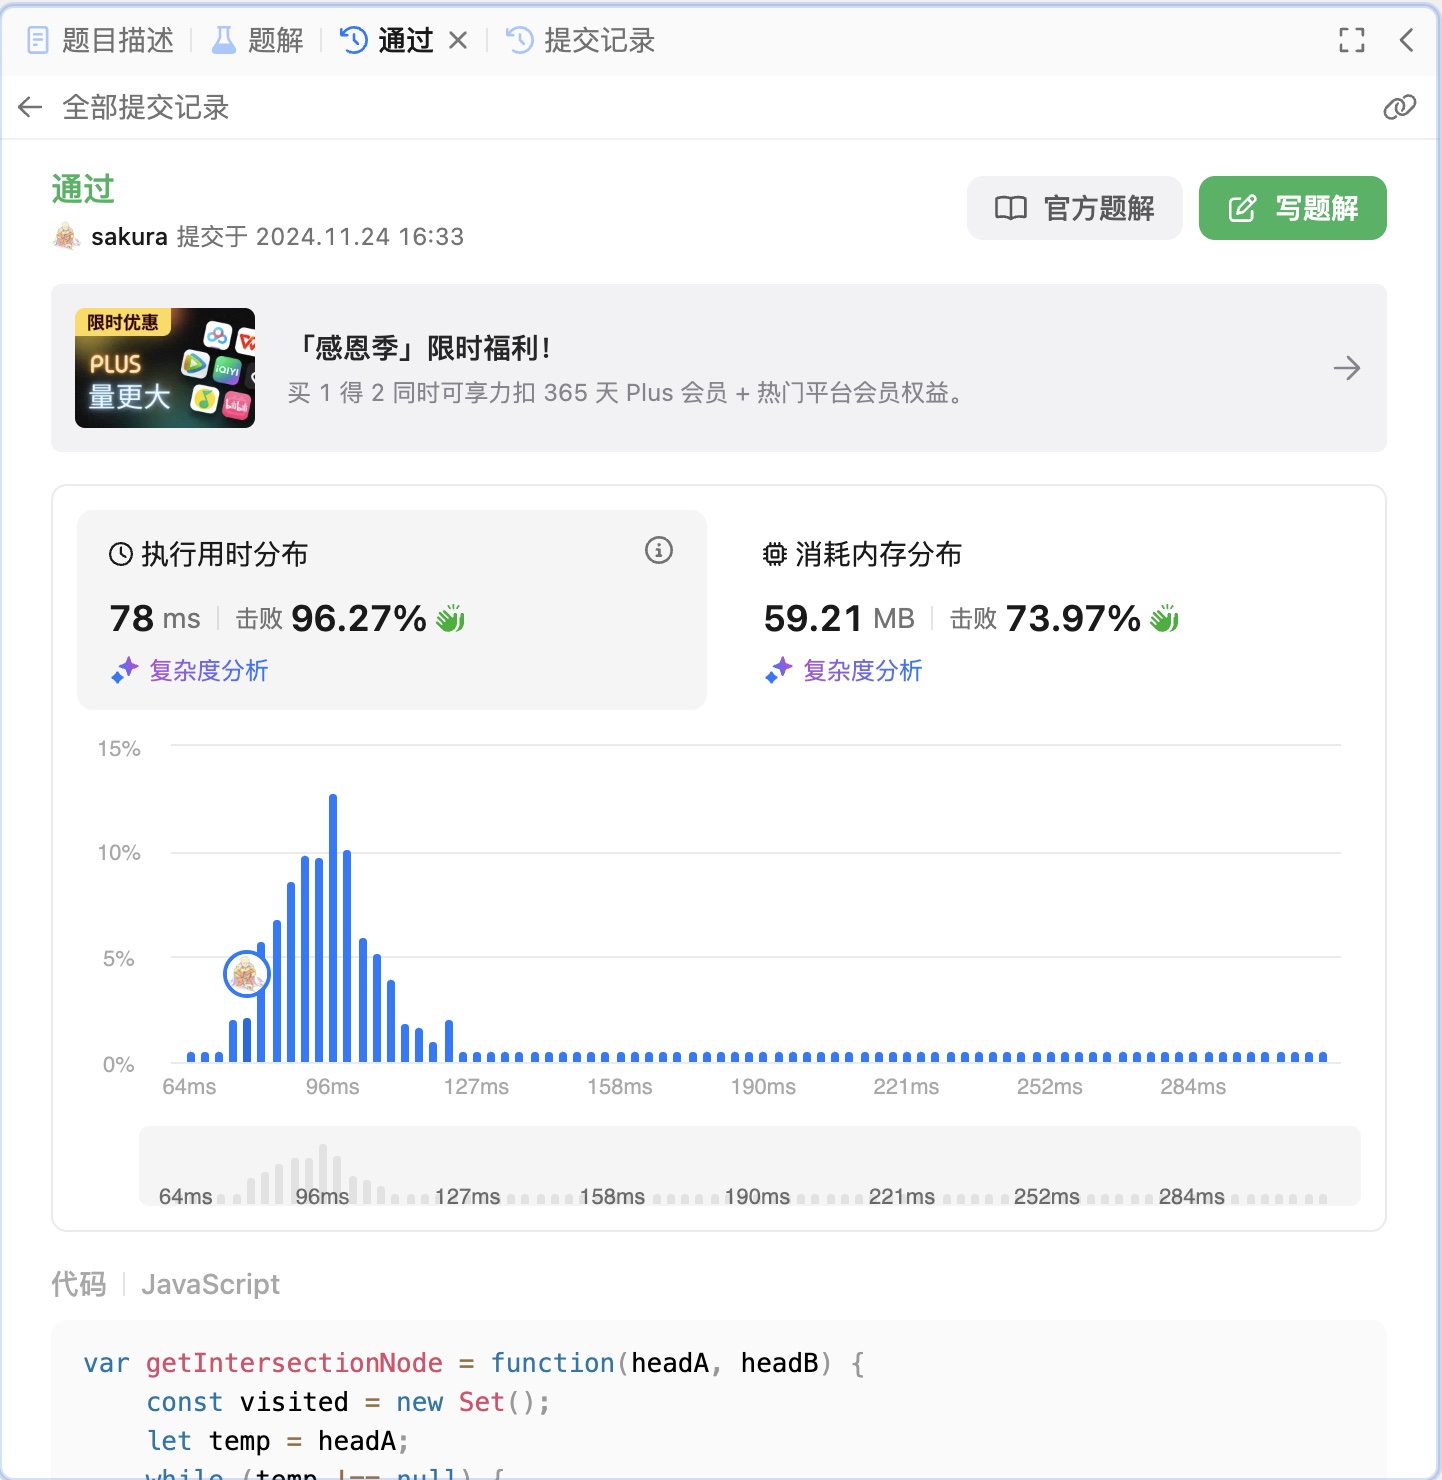 题目描述 题解 通过 提交记录
全部提交记录
通过
官方题解 写题解
sakura 提交于 2024.11.24 16:33
限时优惠
PLUS
量更大
iQIYI
bilibili
「感恩季」限时福利！
买 1 得 2 同时可享力扣 365 天 Plus 会员 + 热门平台会员权益。
执行用时分布
78 ms 击败 96.27%
复杂度分析
消耗内存分布
59.21 MB 击败 73.97%
复杂度分析
15%
10%
5%
0%
64ms 96ms 127ms 158ms 190ms 221ms 252ms 284ms
64ms 96ms 127ms 158ms 190ms 221ms 252ms 284ms
代码 JavaScript
var getIntersectionNode = function(headA, headB) {
const visited = new Set();
let temp = headA;
while (temp !== null) {